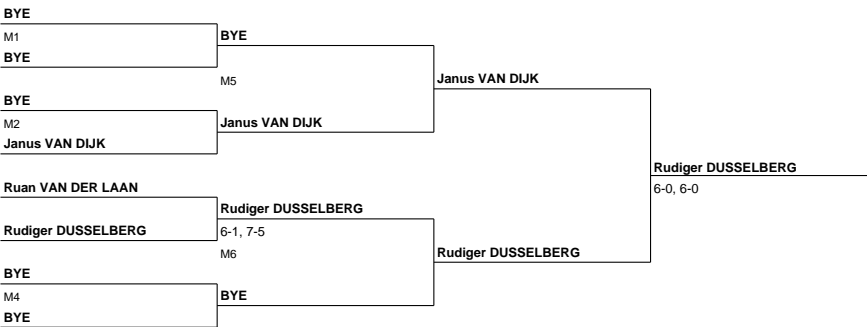 BYE
M1
BYE
BYE
M5
BYE
M2
Janus VAN DIJK
Janus VAN DIJK
Janus VAN DIJK
Ruan VAN DER LAAN
Rudiger DUSSELBERG
Rudiger DUSSELBERG
6-1, 7-5
M6
BYE
M4
BYE
BYE
Rudiger DUSSELBERG
Rudiger DUSSELBERG
6-0, 6-0